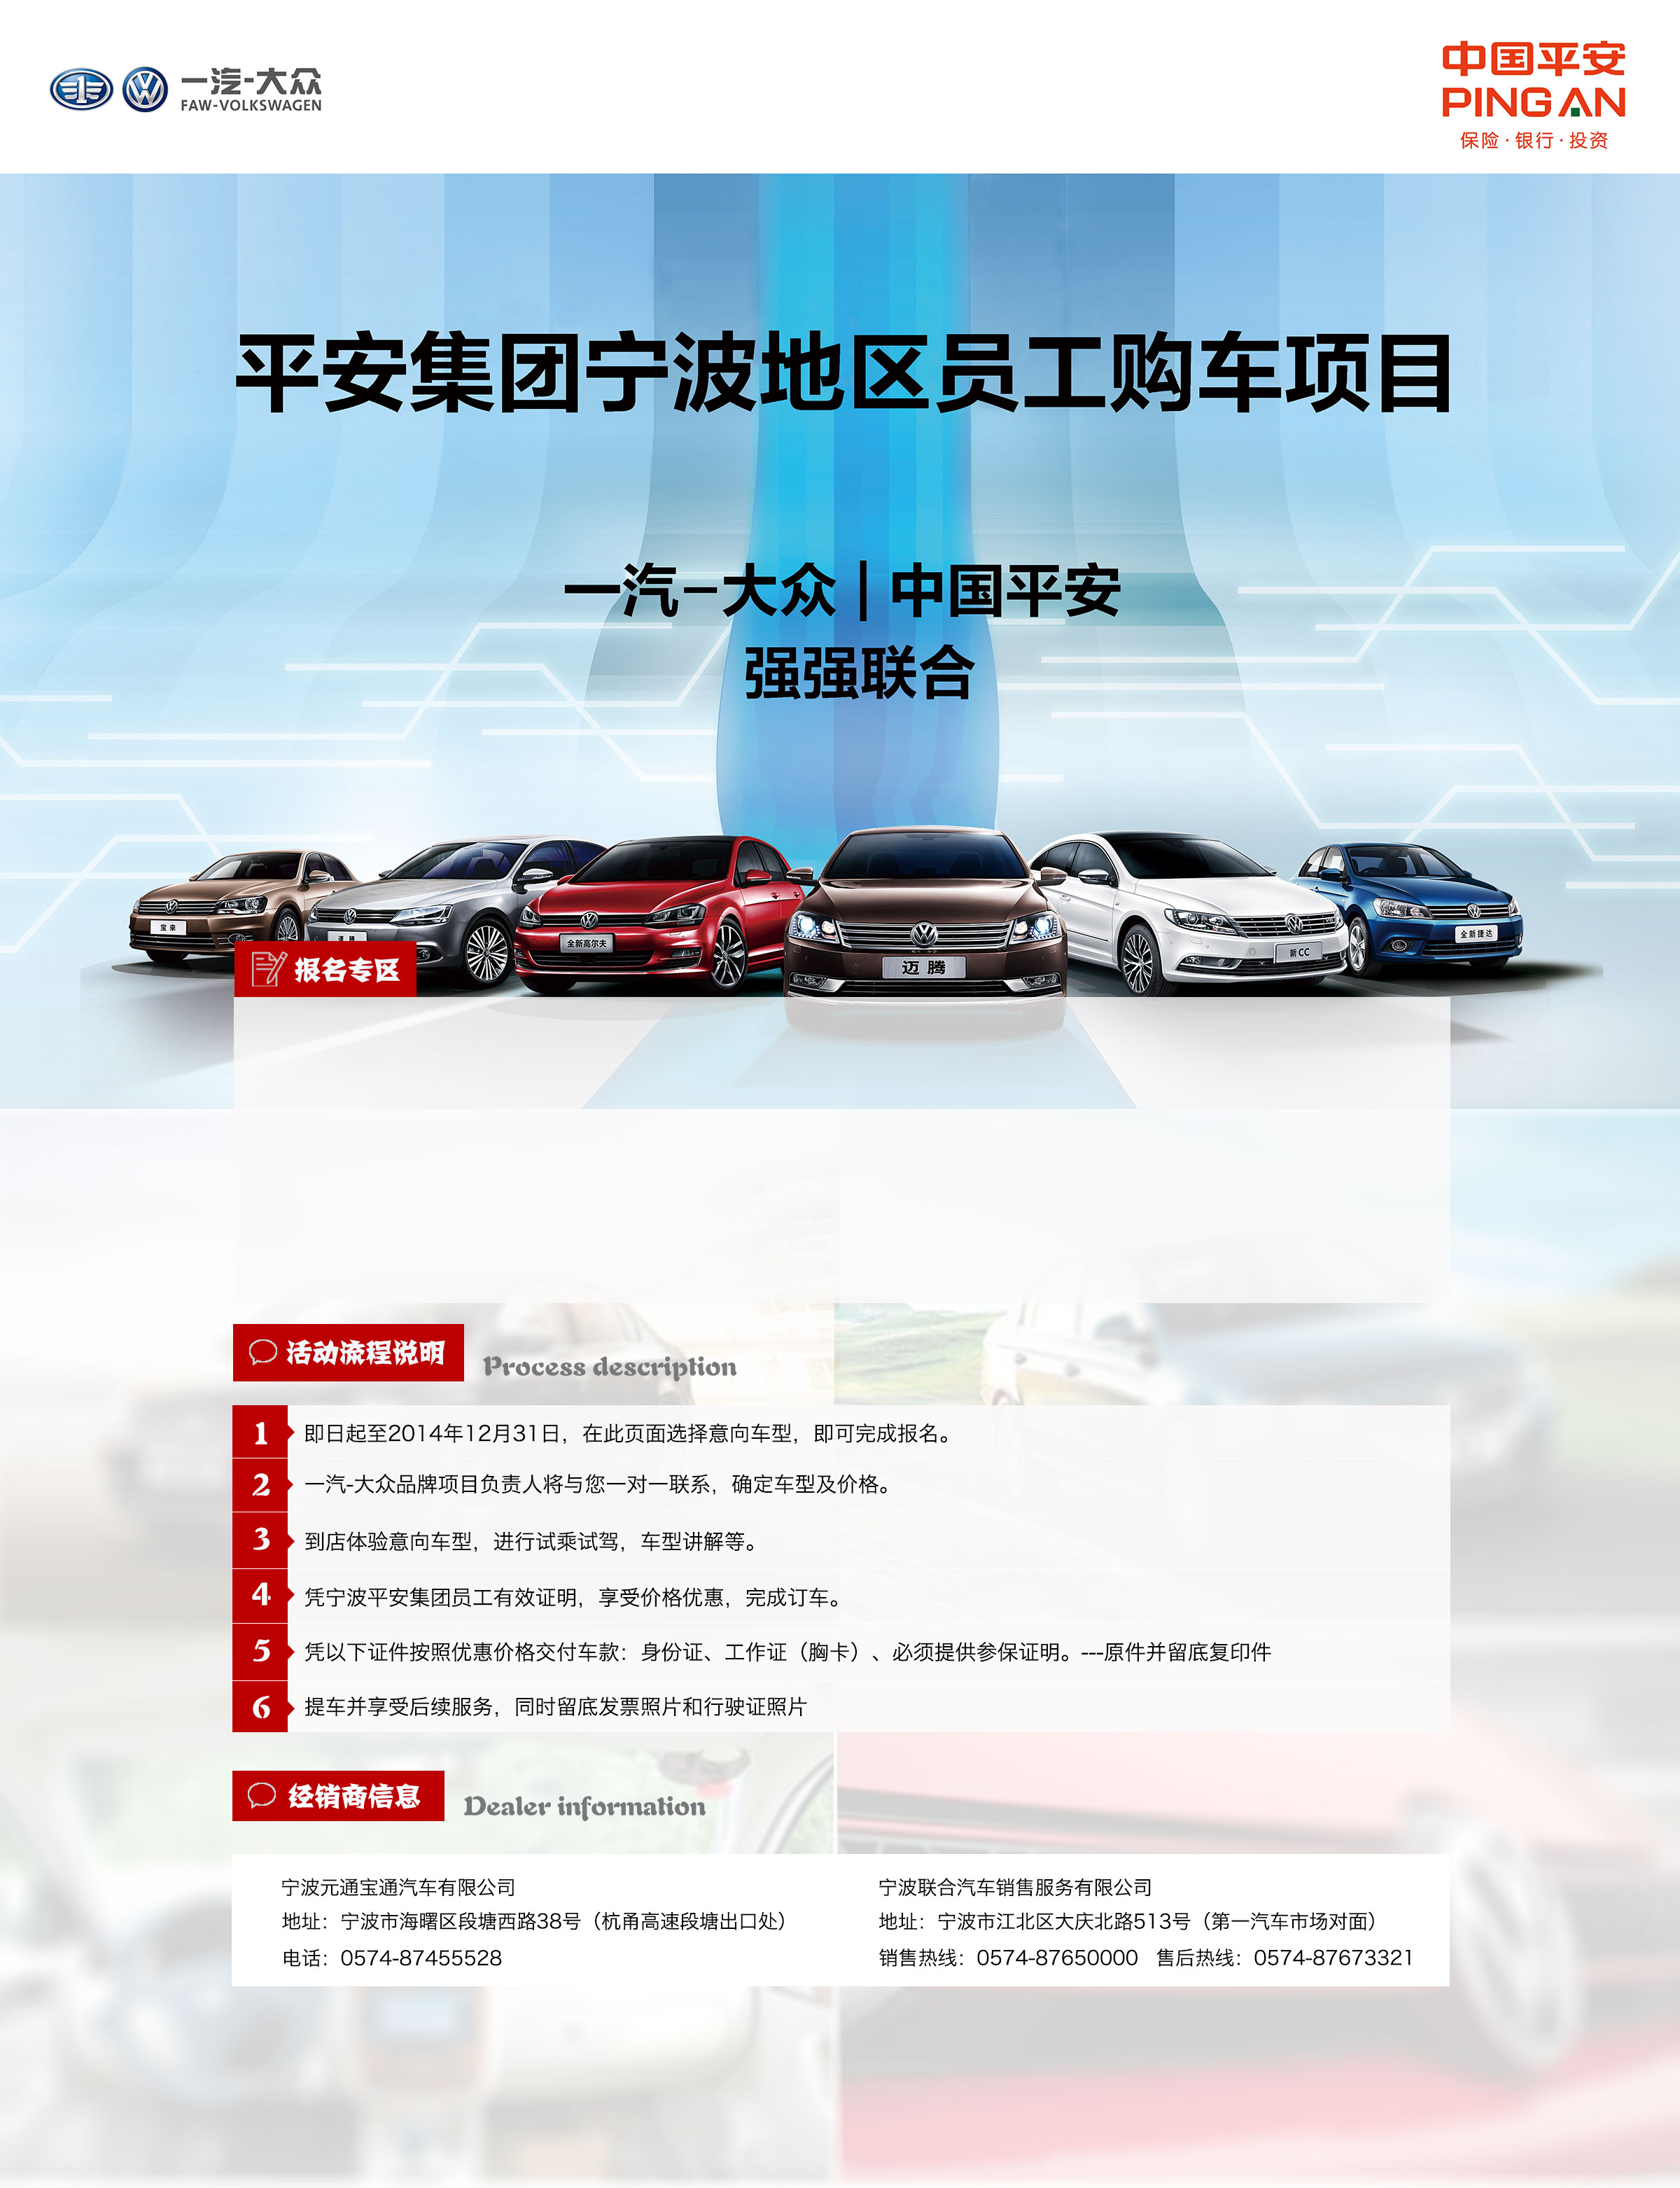 一汽-大众
FAW-VOLKSWAGEN
中国平安
PING AN
保险·银行·投资
平安集团宁波地区员工购车项目
一汽-大众|中国平安
强强联合
宝来
速腾
全新高尔夫
迈腾
新CC
全新捷达
报名专区
活动流程说明 Process description
1 即日起至2014年12月31日，在此页面选择意向车型，即可完成报名。
2 一汽-大众品牌项目负责人将与您一对一联系，确定车型及价格。
3 到店体验意向车型，进行试乘试驾，车型讲解等。
4 凭宁波平安集团员工有效证明，享受价格优惠，完成订车。
5 凭以下证件按照优惠价格交付车款：身份证、工作证（胸卡）、必须提供参保证明。---原件并留底复印件
6 提车并享受后续服务，同时留底发票照片和行驶证照片
经销商信息 Dealer information
宁波元通宝通汽车有限公司
地址：宁波市海曙区段塘西路38号（杭甬高速段塘出口处）
电话：0574-87455528
宁波联合汽车销售服务有限公司
地址：宁波市江北区大庆北路513号（第一汽车市场对面）
销售热线：0574-87650000 售后热线：0574-87673321